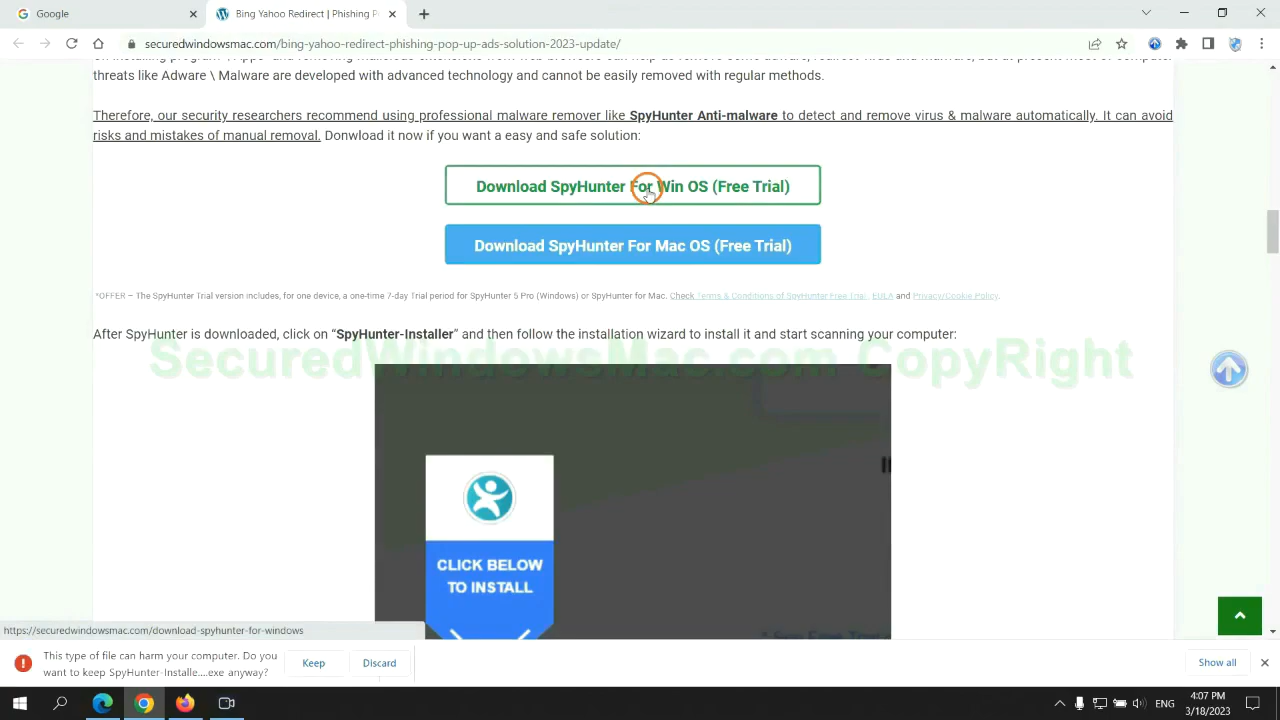 Google
Bing Yahoo Redirect | Phishing P
securedwindowsmac.com/bing-yahoo-redirect-phishing-pop-up-ads-solution-2023-update/
threats like Adware \ Malware are developed with advanced technology and cannot be easily removed with regular methods.
Therefore, our security researchers recommend using professional malware remover like SpyHunter Anti-malware to detect and remove virus & malware automatically. It can avoid
risks and mistakes of manual removal. Donwload it now if you want a easy and safe solution:
Download SpyHunter For Win OS (Free Trial)
Download SpyHunter For Mac OS (Free Trial)
*OFFER – The SpyHunter Trial version includes, for one device, a one-time 7-day Trial period for SpyHunter 5 Pro (Windows) or SpyHunter for Mac. Check Terms & Conditions of SpyHunter Free Trial, EULA and Privacy/Cookie Policy.
After SpyHunter is downloaded, click on “SpyHunter-Installer” and then follow the installation wizard to install it and start scanning your computer:
SecuredWindowsMac.com CopyRight
CLICK BELOW
TO INSTALL
https://securedwindowsmac.com/download-spyhunter-for-windows
This type of file can harm your computer. Do you
want to keep SpyHunter-Installe....exe anyway?
Keep
Discard
Show all
ENG
4:07 PM
3/18/2023